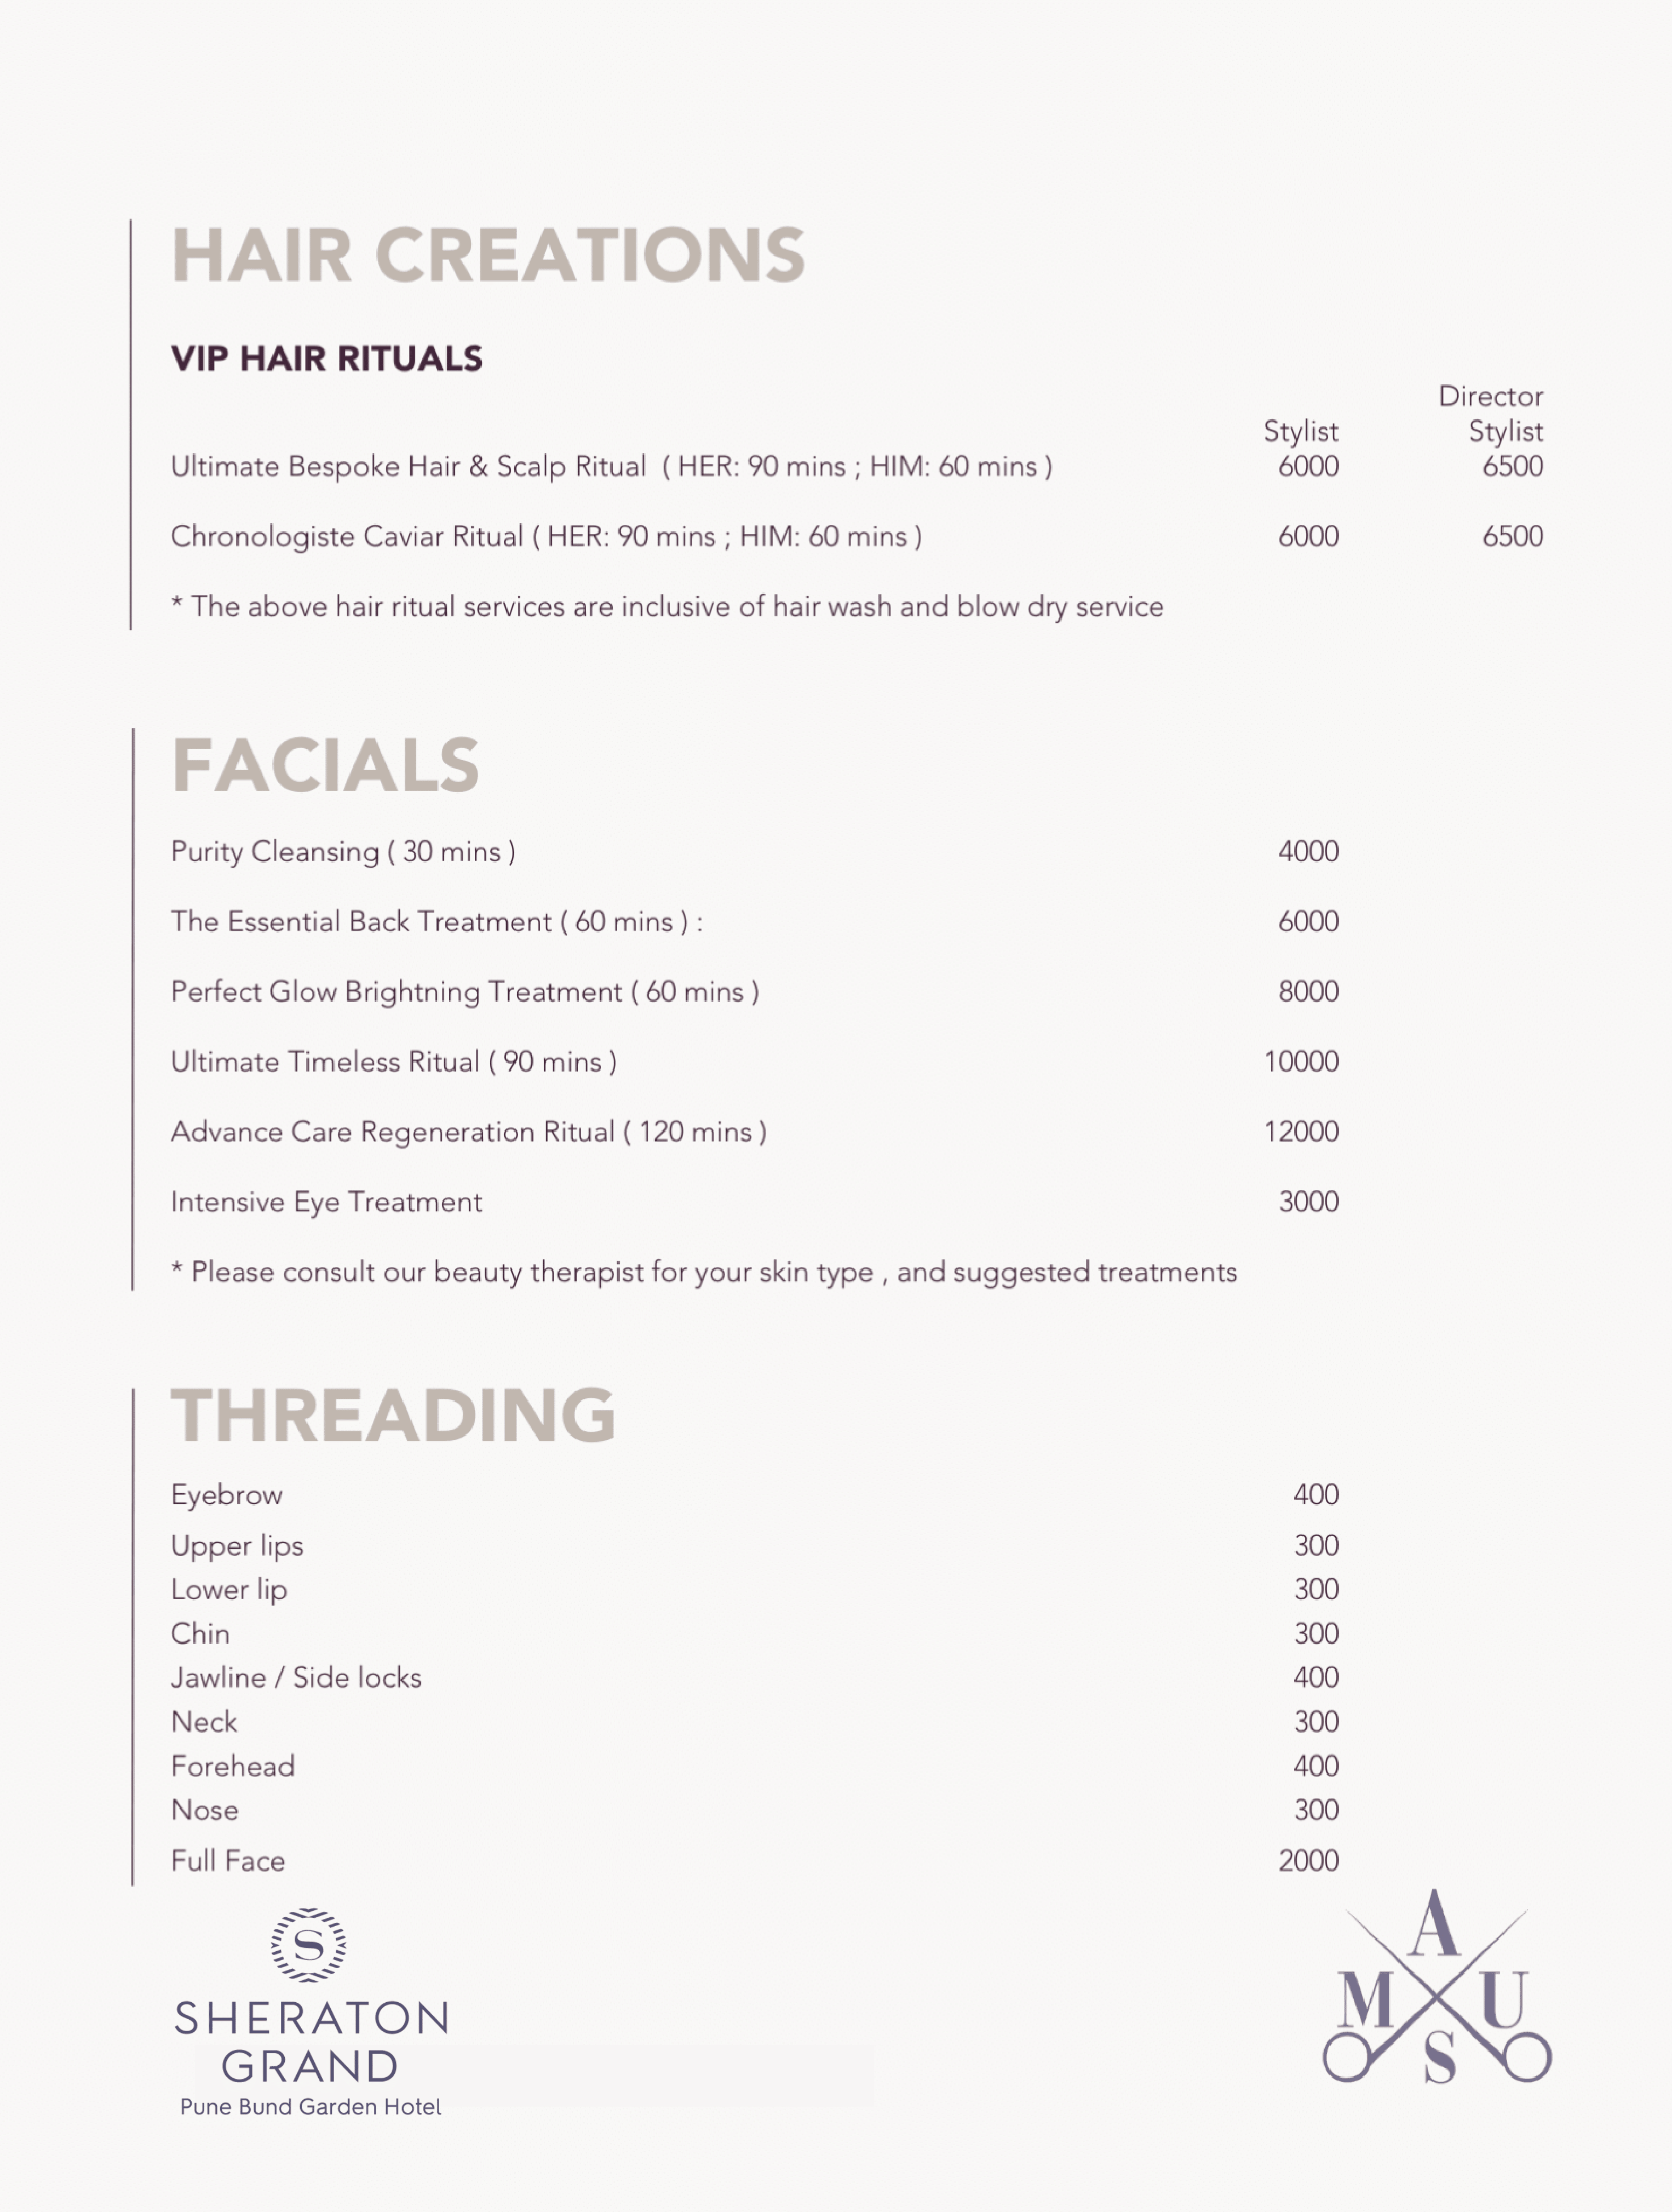 HAIR CREATIONS
VIP HAIR RITUALS
Director
Stylist Stylist
Ultimate Bespoke Hair & Scalp Ritual ( HER: 90 mins ; HIM: 60 mins ) 6000 6500
Chronologiste Caviar Ritual ( HER: 90 mins ; HIM: 60 mins ) 6000 6500
* The above hair ritual services are inclusive of hair wash and blow dry service
FACIALS
Purity Cleansing ( 30 mins ) 4000
The Essential Back Treatment ( 60 mins ) : 6000
Perfect Glow Brightning Treatment ( 60 mins ) 8000
Ultimate Timeless Ritual ( 90 mins ) 10000
Advance Care Regeneration Ritual ( 120 mins ) 12000
Intensive Eye Treatment 3000
* Please consult our beauty therapist for your skin type , and suggested treatments
THREADING
Eyebrow 400
Upper lips 300
Lower lip 300
Chin 300
Jawline / Side locks 400
Neck 300
Forehead 400
Nose 300
Full Face 2000
S
SHERATON
GRAND
Pune Bund Garden Hotel
A
M U
S